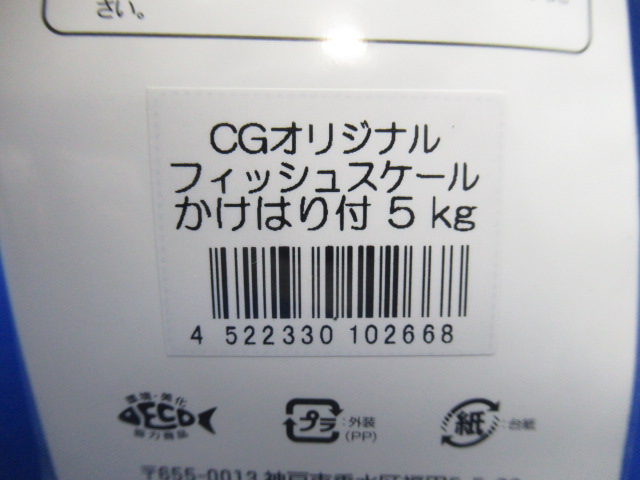 さい。
CGオリジナル
フィッシュスケール
かけはり付 5 kg
4 522330 102668
環境・美化
ECO
協力商品
プラ
外装
(PP)
紙
台紙
〒655-0013